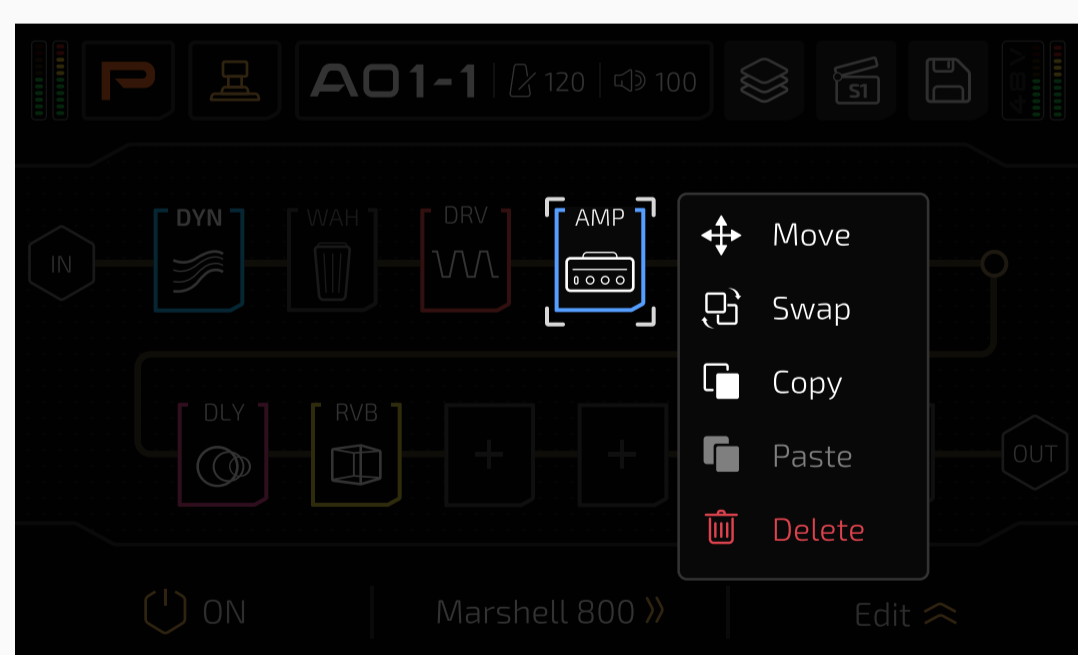 A01-1 120 100 S1 48V
IN DYN WAH DRV AMP
Move
Swap
Copy
Paste
Delete
DLY RVB
OUT
ON Marshell 800 Edit